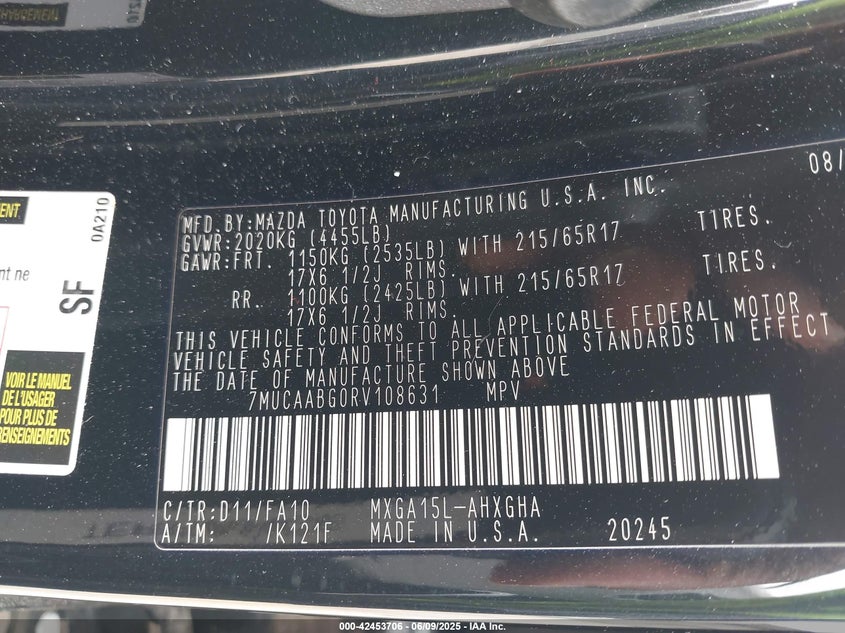 08/
MFD.BY:MAZDA TOYOTA MANUFACTURING U.S.A. INC.
GVWR:2020KG (4455LB)
GAWR:FRT. 1150KG (2535LB) WITH 215/65R17 TIRES.
17X6 1/2J RIMS.
RR. 1100KG (2425LB) WITH 215/65R17 TIRES.
17X6 1/2J RIMS.
THIS VEHICLE CONFORMS TO ALL APPLICABLE FEDERAL MOTOR
VEHICLE SAFETY AND THEFT PREVENTION STANDARDS IN EFFECT
THE DATE OF MANUFACTURE SHOWN ABOVE
7MUCAABG0RV108631 MPV
C/TR:D11/FA10 MXGA15L-AHXGHA
A/TM: /K121F MADE IN U.S.A. 20245
0A210
SF
nt ne
VOIR LE MANUEL
DE L'USAGER
POUR PLUS DE
RENSEIGNEMENTS
000-42453706 - 06/09/2025 - IAA Inc.